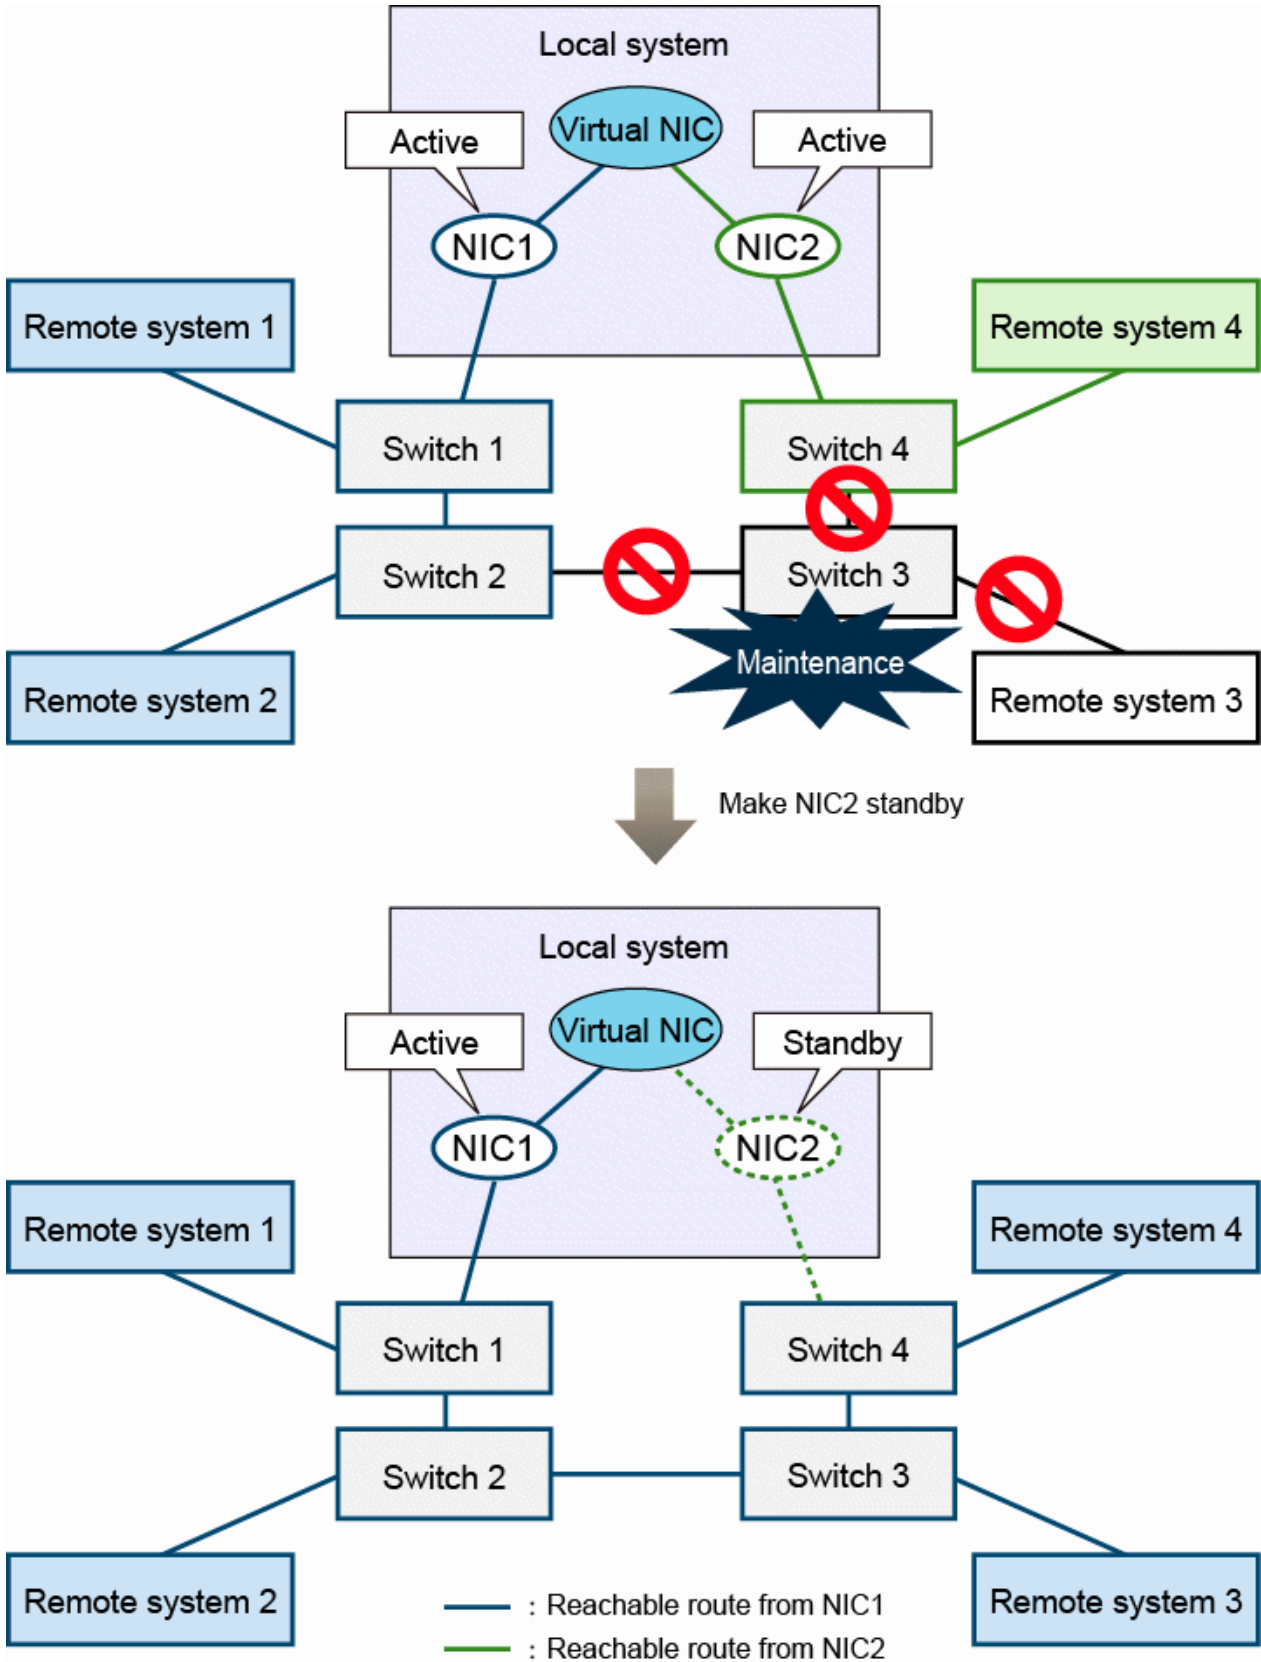 Local system
Virtual NIC
Active
Active
NIC1
NIC2
Remote system 1
Remote system 4
Switch 1
Switch 4
Switch 2
Switch 3
Maintenance
Remote system 2
Remote system 3
Make NIC2 standby
Local system
Virtual NIC
Active
Standby
NIC1
NIC2
Remote system 1
Remote system 4
Switch 1
Switch 4
Switch 2
Switch 3
Remote system 2
Remote system 3
: Reachable route from NIC1
: Reachable route from NIC2